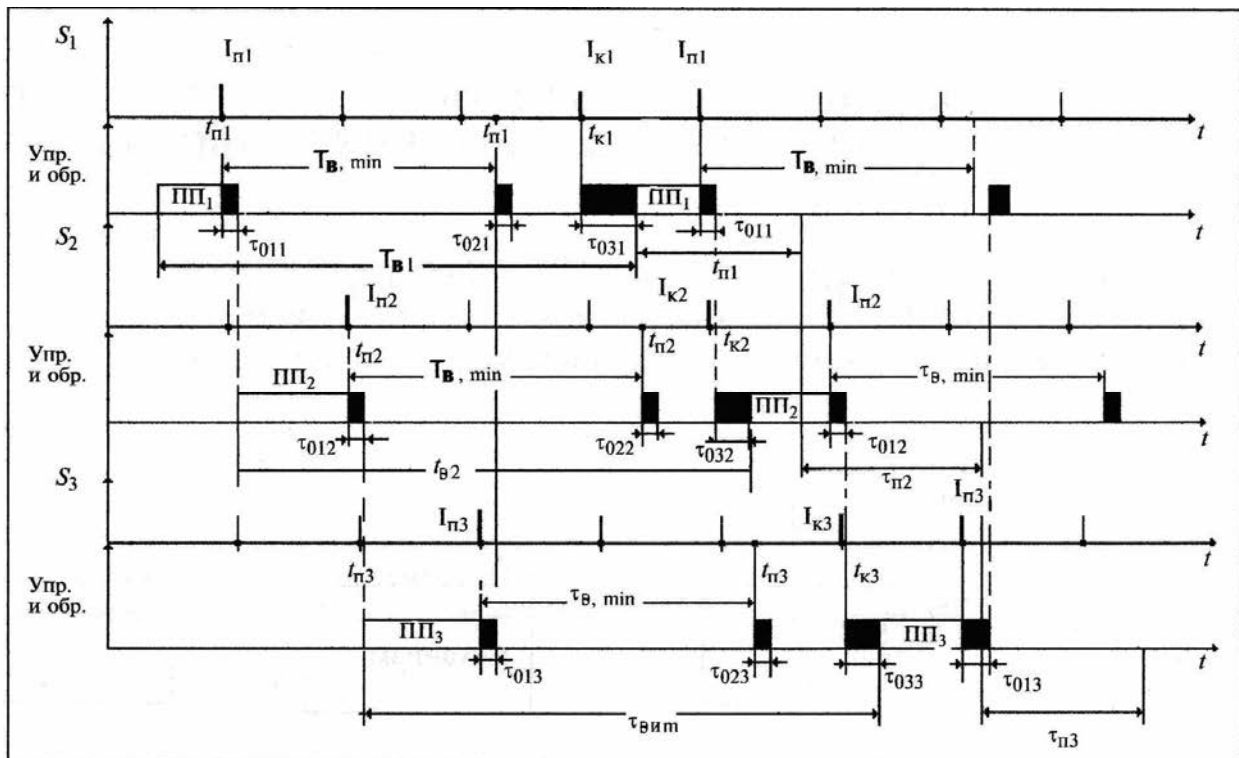 S₁ Iп1 Iк1 Iп1
tп1 tп1 tк1 t
Упр.
и обр.
Tв, min Tв, min
ПП₁ ПП₁
τ011 τ021 τ031 τ011 t
S₂
Tв1 tп1
Iп2 Iк2 Iп2
tп2 tп2 tк2 t
Упр.
и обр.
ПП₂ Tв, min τв, min
ПП₂
τ012 τ022 τ032 τ012 t
tв2 τп2
S₃
Iп3 Iк3 Iп3
tп3 tп3 tк3 t
Упр.
и обр.
τв, min
ПП₃ ПП₃
τ013 τ023 τ033 τ013 t
τвиm τп3